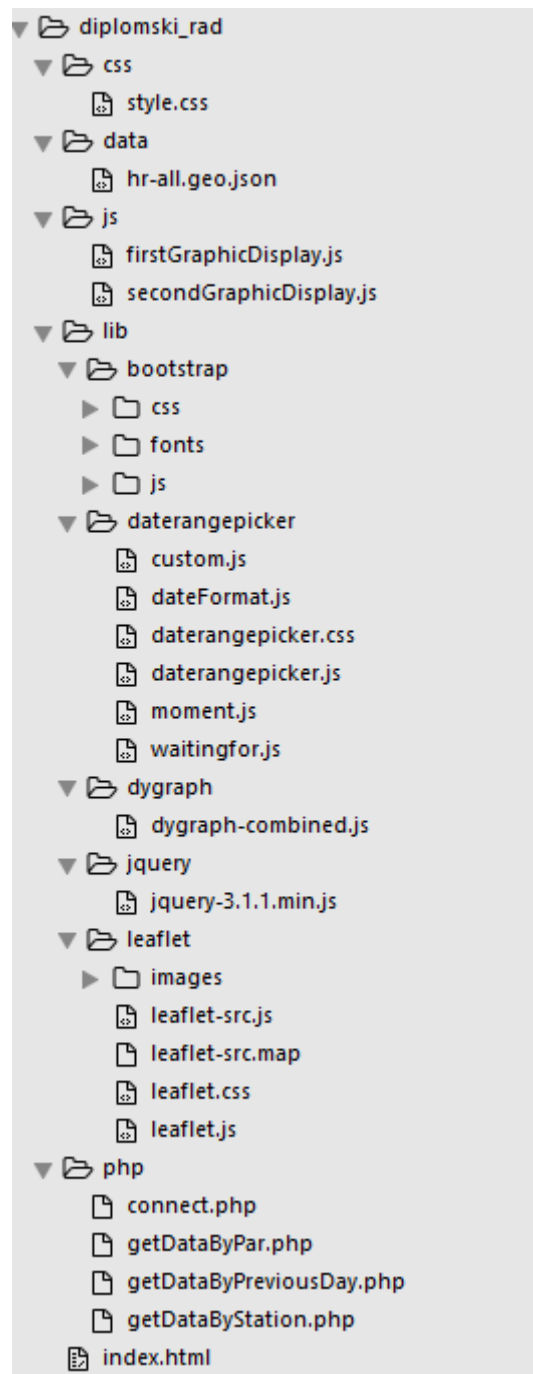 diplomski_rad
css
style.css
data
hr-all.geo.json
js
firstGraphicDisplay.js
secondGraphicDisplay.js
lib
bootstrap
css
fonts
js
daterangepicker
custom.js
dateFormat.js
daterangepicker.css
daterangepicker.js
moment.js
waitingfor.js
dygraph
dygraph-combined.js
jquery
jquery-3.1.1.min.js
leaflet
images
leaflet-src.js
leaflet-src.map
leaflet.css
leaflet.js
php
connect.php
getDataByPar.php
getDataByPreviousDay.php
getDataByStation.php
index.html